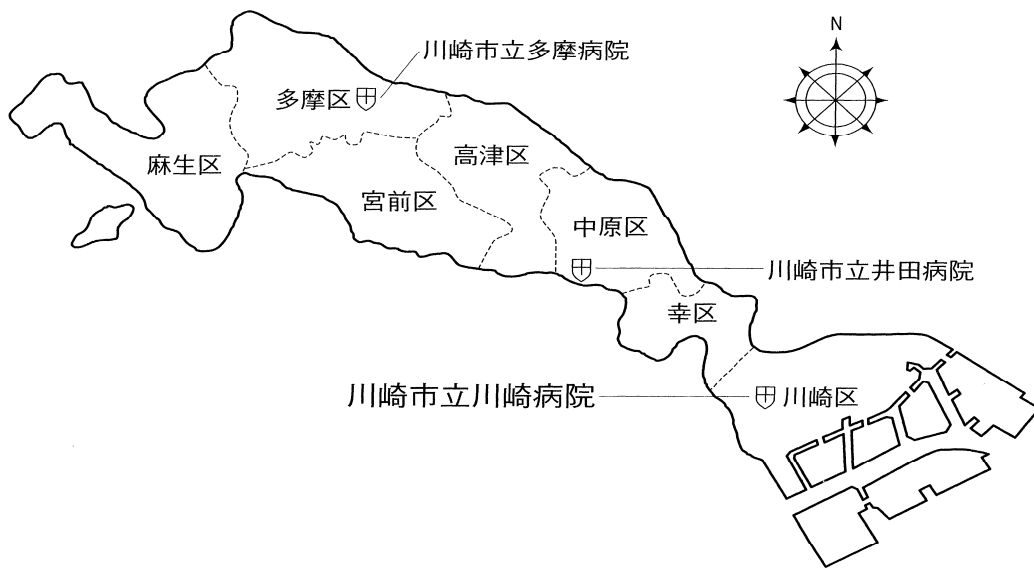 N
川崎市立多摩病院
多摩区
高津区
麻生区
宮前区
中原区
川崎市立井田病院
幸区
川崎市立川崎病院
川崎区